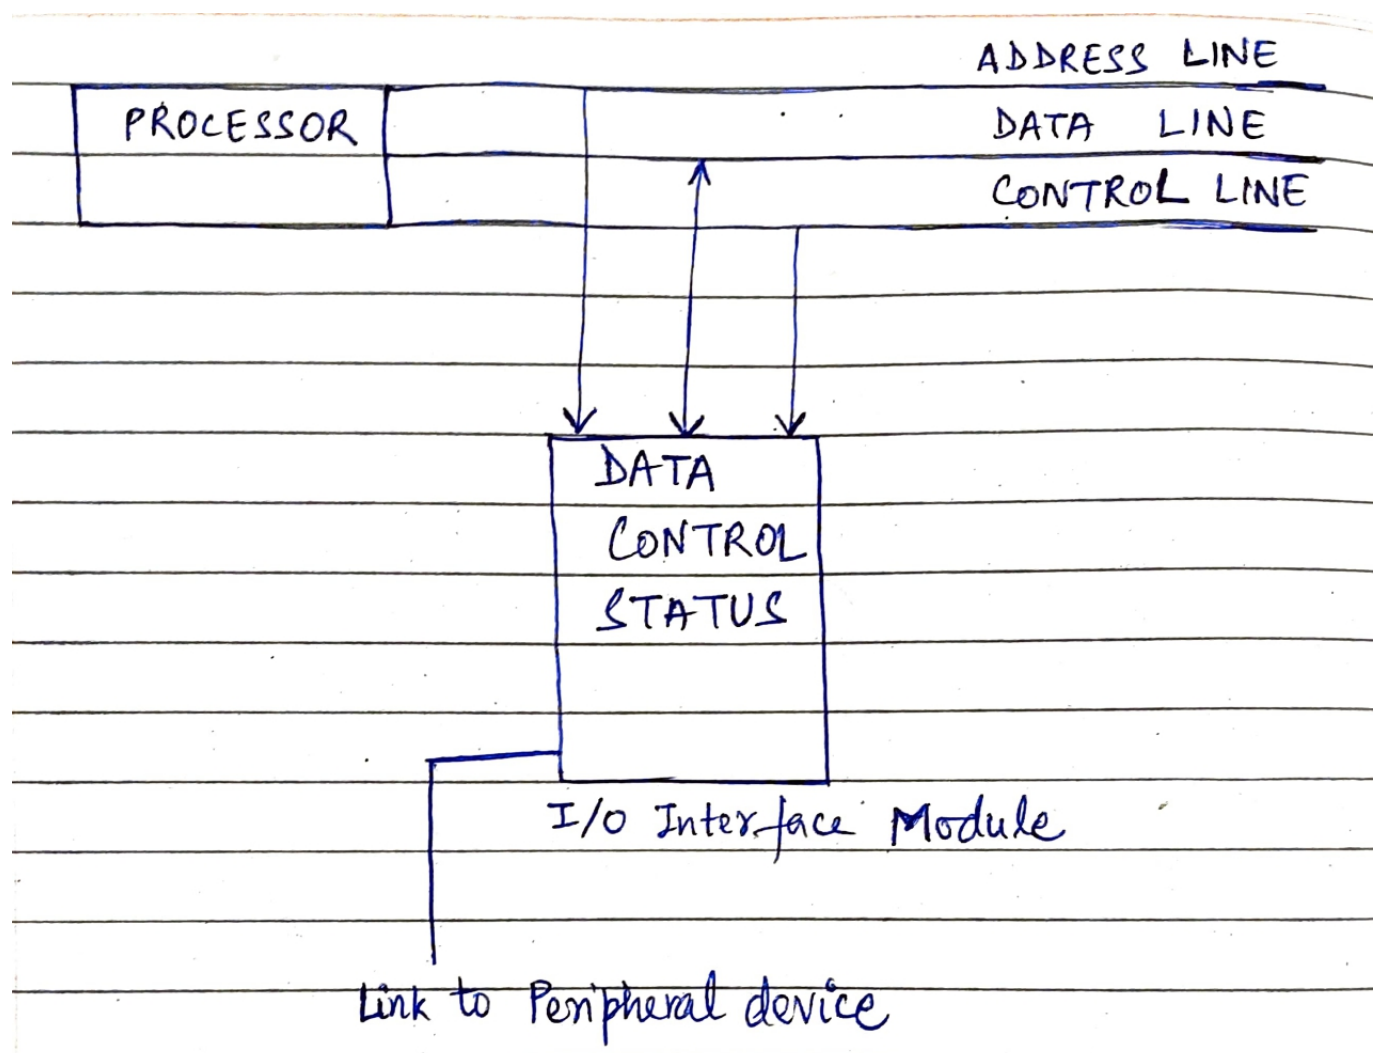 ADDRESS LINE
PROCESSOR DATA LINE
CONTROL LINE
DATA
CONTROL
STATUS
I/O Interface Module
Link to Peripheral device